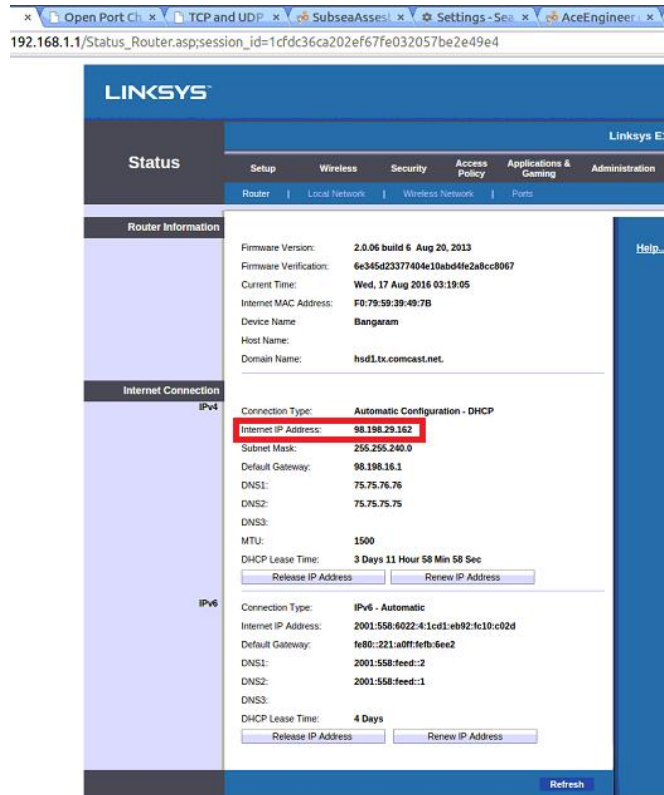 Open Port Ch
TCP and UDP
SubseaAsses
Settings - Sea
AceEngineer
192.168.1.1/Status_Router.asp;session_id=1cfdc36ca202ef67fe032057be2e49e4
LINKSYS
Linksys E
Status
Setup Wireless Security Access Policy Applications & Gaming Administration
Router | Local Network | Wireless Network | Ports
Router Information
Help..
Firmware Version: 2.0.06 build 6 Aug 20, 2013
Firmware Verification: 6e345d23377404e10abd4fe2a8cc8067
Current Time: Wed, 17 Aug 2016 03:19:05
Internet MAC Address: F0:79:59:39:49:7B
Device Name Bangaram
Host Name:
Domain Name: hsd1.tx.comcast.net.
Internet Connection
IPv4
Connection Type: Automatic Configuration - DHCP
Internet IP Address: 98.198.29.162
Subnet Mask: 255.255.240.0
Default Gateway: 98.198.16.1
DNS1: 75.75.76.76
DNS2: 75.75.75.75
DNS3:
MTU: 1500
DHCP Lease Time: 3 Days 11 Hour 58 Min 58 Sec
Release IP Address Renew IP Address
IPv6
Connection Type: IPv6 - Automatic
Internet IP Address: 2001:558:6022:4:1cd1:eb92:fc10:c02d
Default Gateway: fe80::221:a0ff:fefb:6ee2
DNS1: 2001:558:feed::2
DNS2: 2001:558:feed::1
DNS3:
DHCP Lease Time: 4 Days
Release IP Address Renew IP Address
Refresh